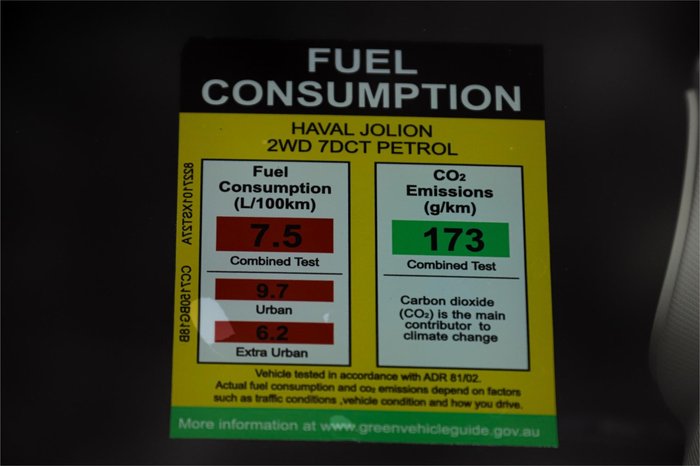 FUEL
CONSUMPTION
HAVAL JOLION
2WD 7DCT PETROL
Fuel
Consumption
(L/100km)
7.5
Combined Test
9.7
Urban
6.2
Extra Urban
CO₂
Emissions
(g/km)
173
Combined Test
Carbon dioxide
(CO₂) is the main
contributor to
climate change
8227101XST27A
CC7150BG18B
Vehicle tested in accordance with ADR 81/02.
Actual fuel consumption and co₂ emissions depend on factors
such as traffic conditions ,vehicle condition and how you drive.
More information at www.greenvehicleguide.gov.au